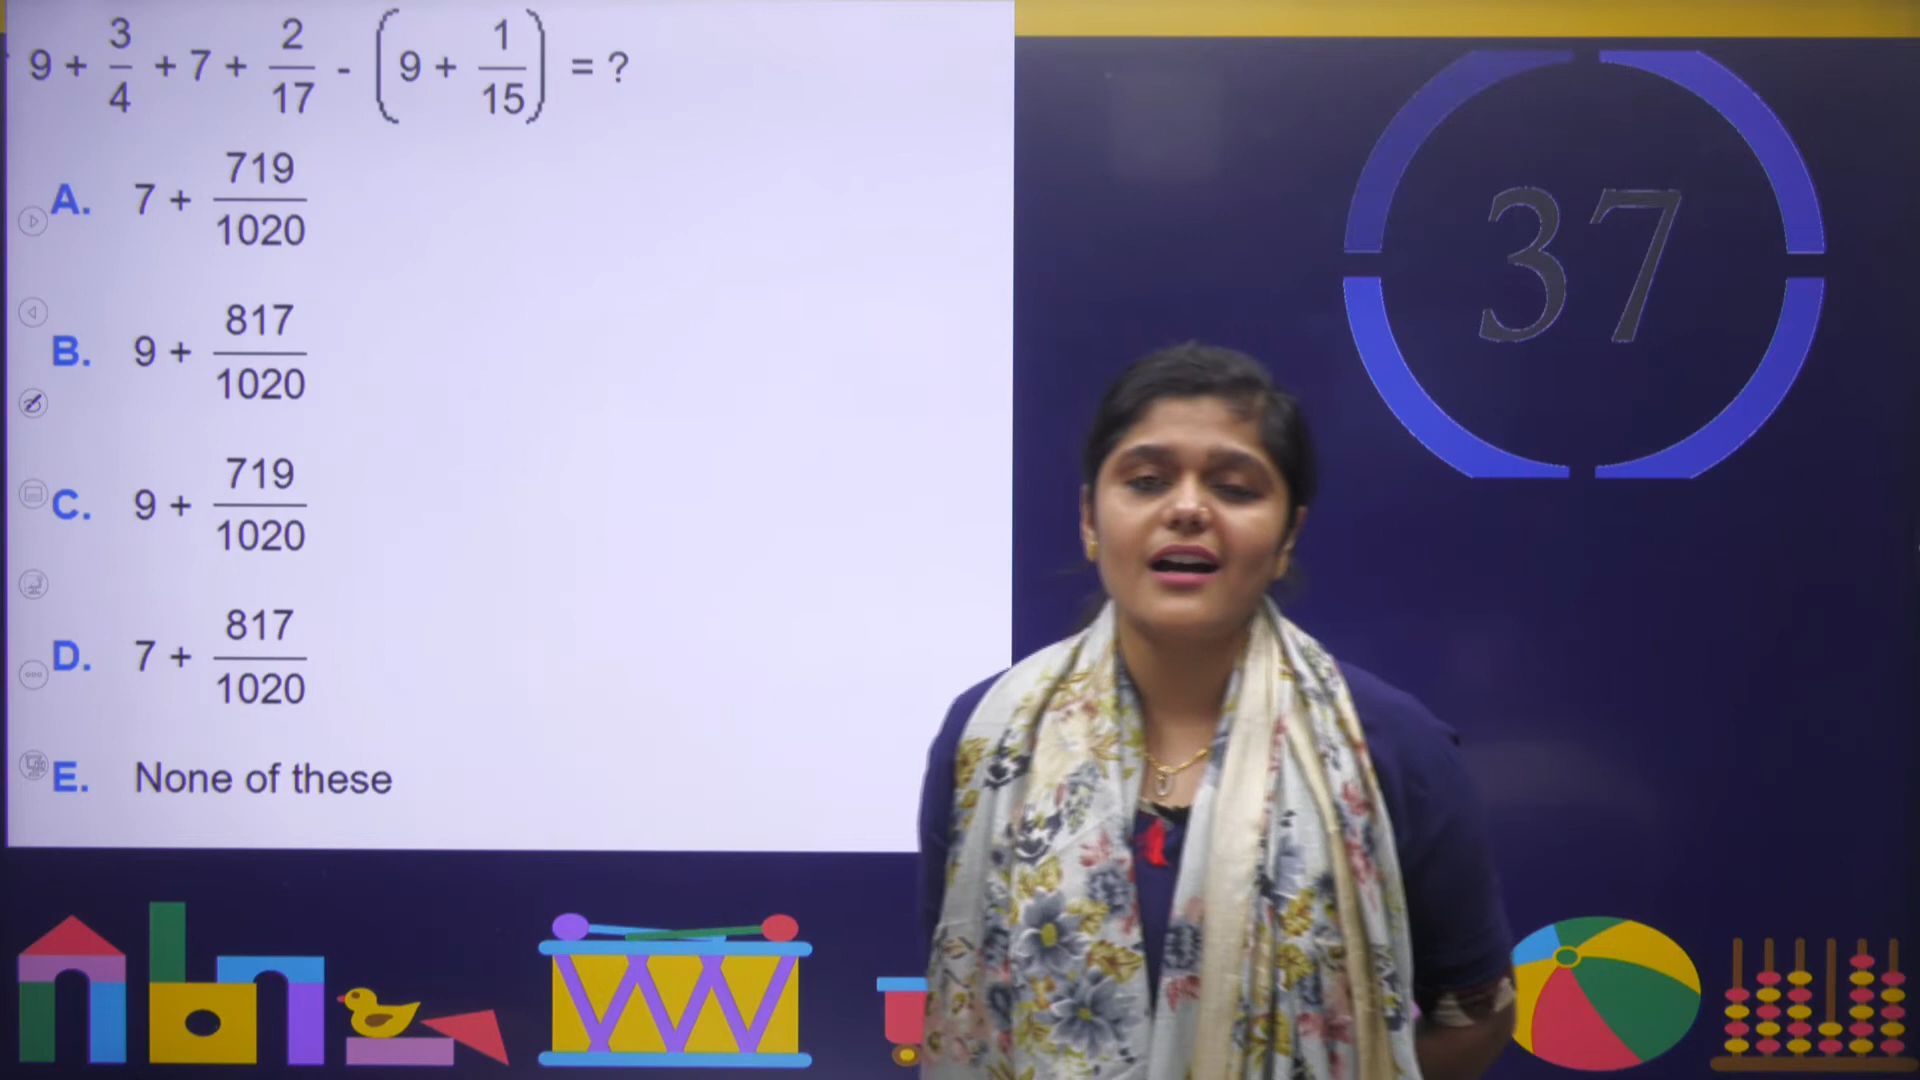 9 + 3/4 + 7 + 2/17 - (9 + 1/15) = ?
A. 7 + 719/1020
B. 9 + 817/1020
C. 9 + 719/1020
D. 7 + 817/1020
E. None of these
37